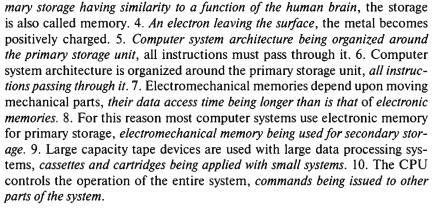 mary storage having similarity to a function of the human brain, the storage
is also called memory. 4. An electron leaving the surface, the metal becomes
positively charged. 5. Computer system architecture being organized around
the primary storage unit, all instructions must pass through it. 6. Computer
system architecture is organized around the primary storage unit, all instruc-
tions passing through it. 7. Electromechanical memories depend upon moving
mechanical parts, their data access time being longer than is that of electronic
memories. 8. For this reason most computer systems use electronic memory
for primary storage, electromechanical memory being used for secondary stor-
age. 9. Large capacity tape devices are used with large data processing sys-
tems, cassettes and cartridges being applied with small systems. 10. The CPU
controls the operation of the entire system, commands being issued to other
parts of the system.